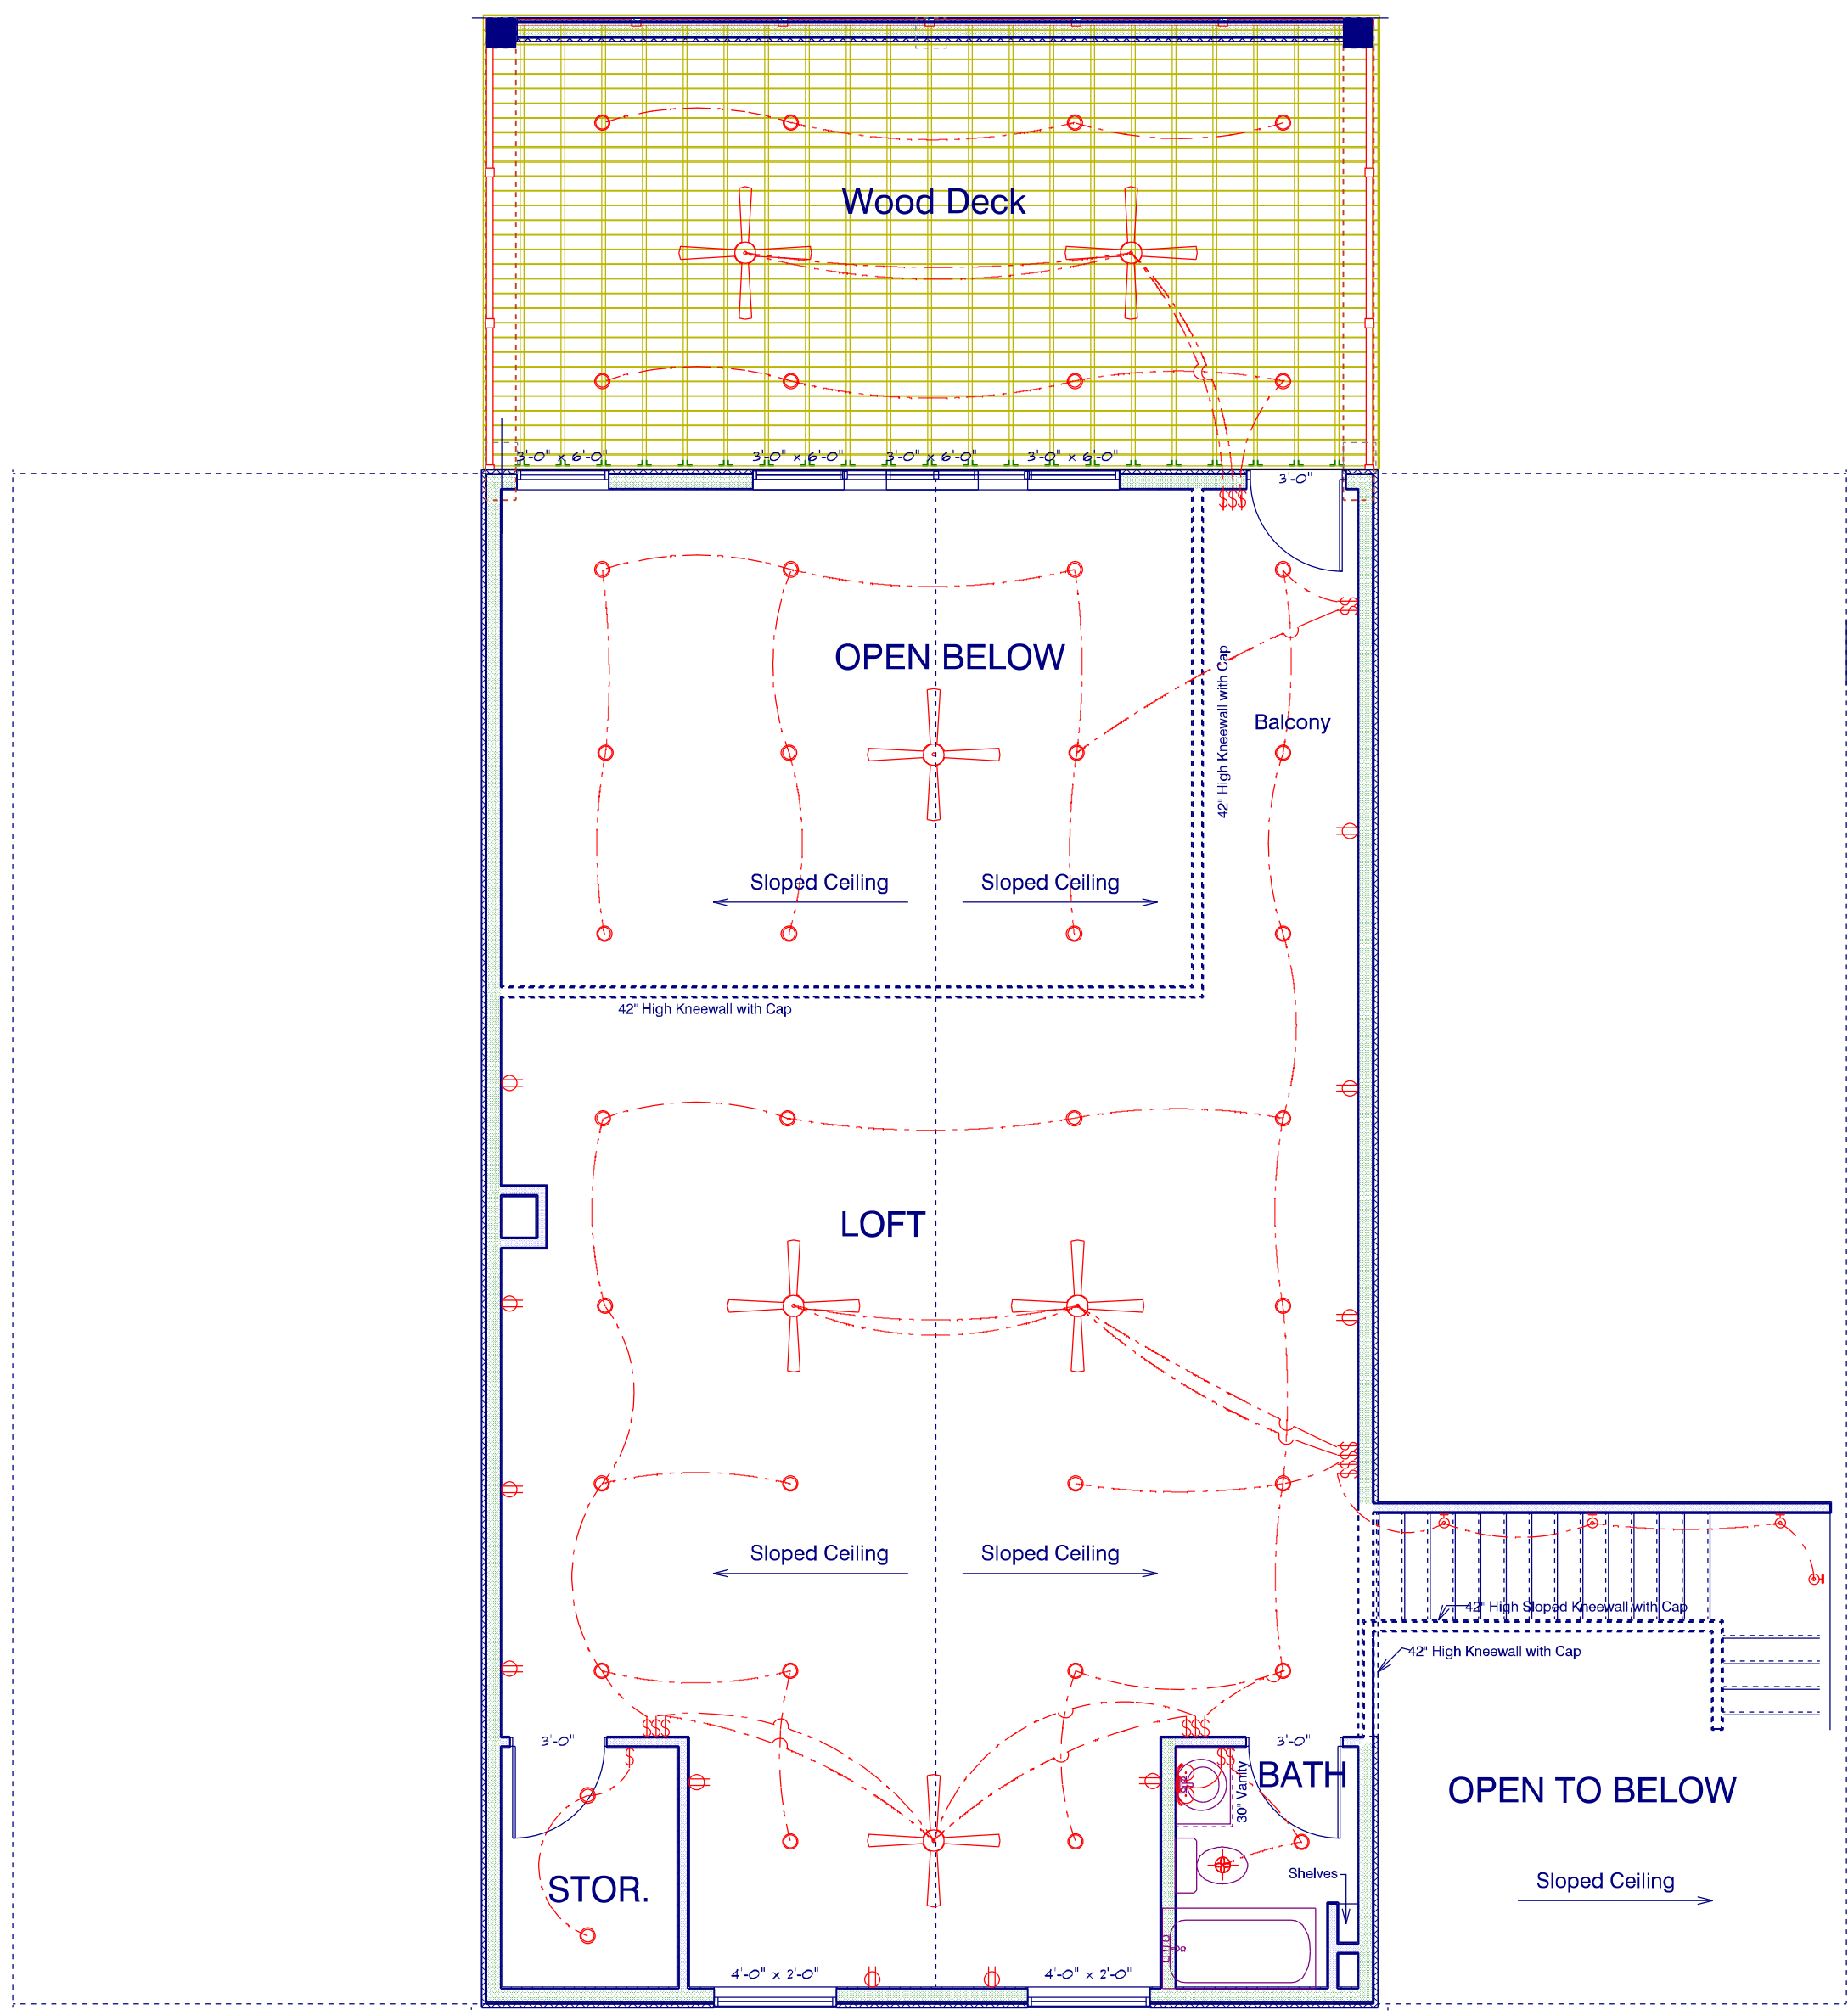 Wood Deck
3'-0" x 6'-0"
3'-0" x 6'-0"
3'-0" x 6'-0"
3'-0" x 6'-0"
3'-0"
$$$
OPEN BELOW
$$
42" High Kneewall with Cap
Balcony
Sloped Ceiling
Sloped Ceiling
42" High Kneewall with Cap
LOFT
$$$$
Sloped Ceiling
Sloped Ceiling
42" High Sloped Kneewall with Cap
42" High Kneewall with Cap
$$$
$$$
3'-0"
3'-0"
$
$$
BATH
30" Vanity
OPEN TO BELOW
Shelves
STOR.
Sloped Ceiling
4'-0" x 2'-0"
4'-0" x 2'-0"